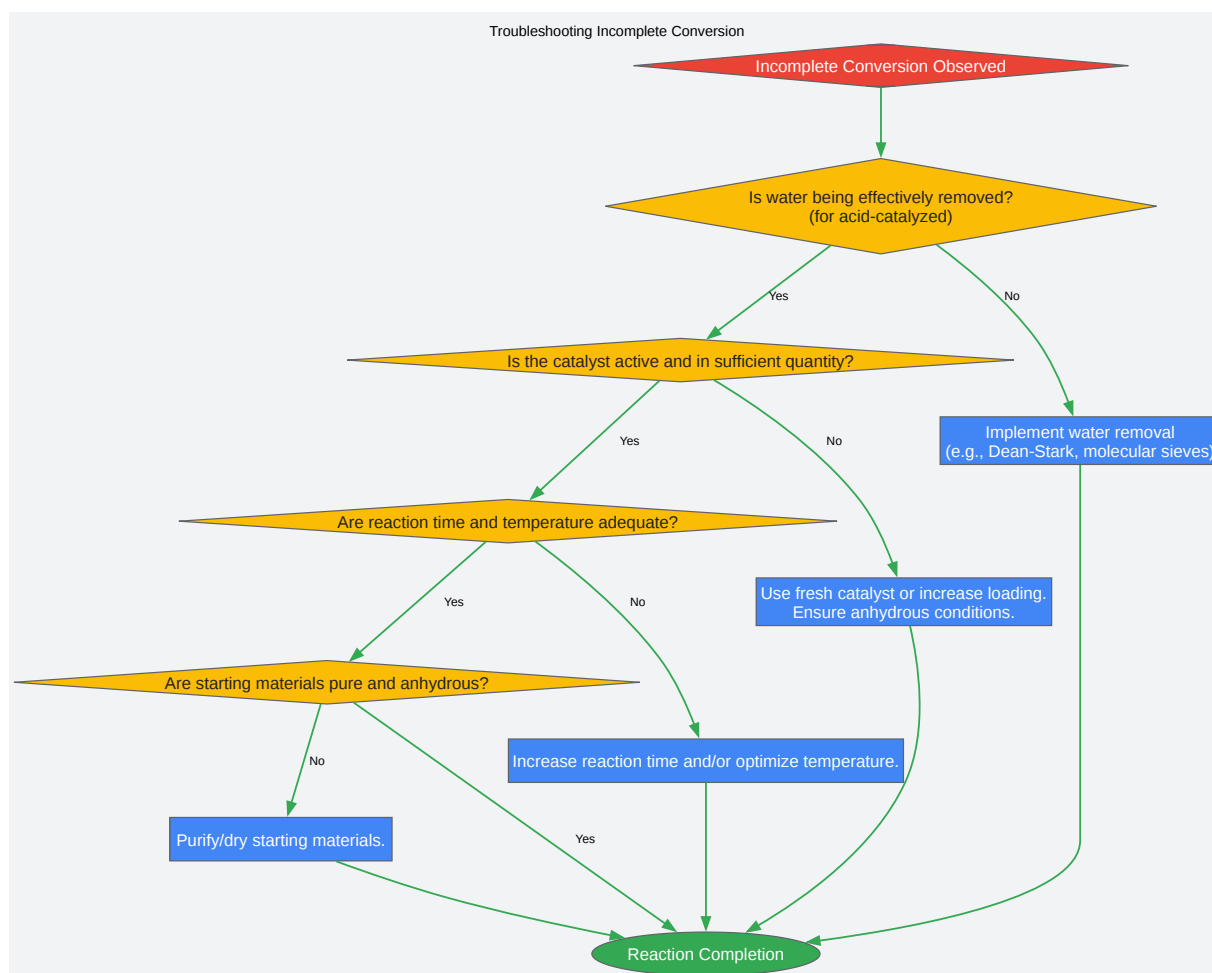 Troubleshooting Incomplete Conversion
Incomplete Conversion Observed
Is water being effectively removed?
(for acid-catalyzed)
Yes
No
Is the catalyst active and in sufficient quantity?
Implement water removal
(e.g., Dean-Stark, molecular sieves)
Yes
No
Are reaction time and temperature adequate?
Use fresh catalyst or increase loading.
Ensure anhydrous conditions.
Yes
No
Are starting materials pure and anhydrous?
Increase reaction time and/or optimize temperature.
No
Yes
Purify/dry starting materials.
Reaction Completion